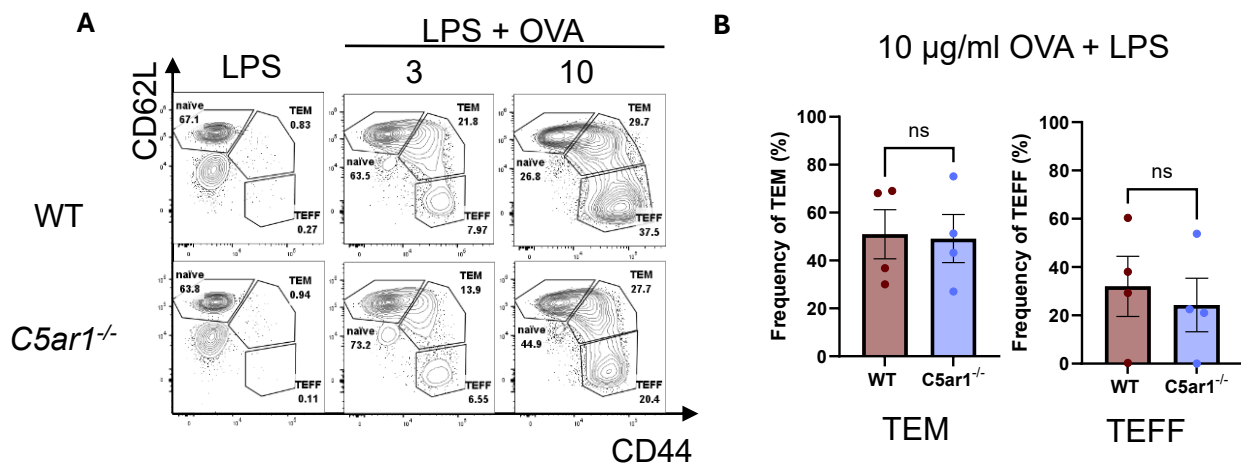 A
B
LPS + OVA
10 µg/ml OVA + LPS
LPS
3
10
CD62L
WT
naïve
67.1
TEM
0.83
TEFF
0.27
TEM
21.8
naïve
63.5
TEFF
7.97
TEM
29.7
naïve
26.8
TEFF
37.5
C5ar1-/-
naïve
63.8
TEM
0.94
TEFF
0.11
TEM
13.9
naïve
73.2
TEFF
6.55
TEM
27.7
naïve
44.9
TEFF
20.4
CD44
Frequency of TEM (%)
100
80
60
40
20
0
ns
WT C5ar1-/-
TEM
Frequency of TEFF (%)
100
80
60
40
20
0
ns
WT C5ar1-/-
TEFF